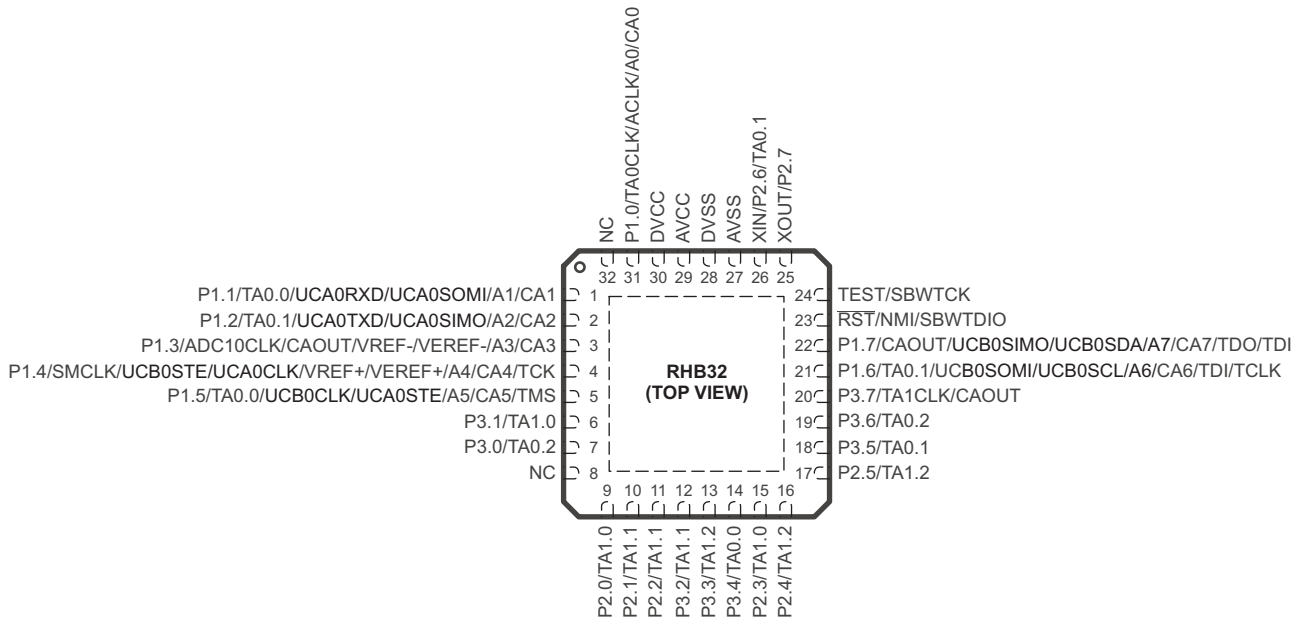 NC
P1.0/TA0CLK/ACLK/A0/CA0
DVCC
AVCC
DVSS
AVSS
XIN/P2.6/TA0.1
XOUT/P2.7
32 31 30 29 28 27 26 25
P1.1/TA0.0/UCA0RXD/UCA0SOMI/A1/CA1 1
P1.2/TA0.1/UCA0TXD/UCA0SIMO/A2/CA2 2
P1.3/ADC10CLK/CAOUT/VREF-/VEREF-/A3/CA3 3
P1.4/SMCLK/UCB0STE/UCA0CLK/VREF+/VEREF+/A4/CA4/TCK 4
P1.5/TA0.0/UCB0CLK/UCA0STE/A5/CA5/TMS 5
P3.1/TA1.0 6
P3.0/TA0.2 7
NC 8
RHB32
(TOP VIEW)
24 TEST/SBWTCK
23 RST/NMI/SBWTDIO
22 P1.7/CAOUT/UCB0SIMO/UCB0SDA/A7/CA7/TDO/TDI
21 P1.6/TA0.1/UCB0SOMI/UCB0SCL/A6/CA6/TDI/TCLK
20 P3.7/TA1CLK/CAOUT
19 P3.6/TA0.2
18 P3.5/TA0.1
17 P2.5/TA1.2
9 10 11 12 13 14 15 16
P2.0/TA1.0
P2.1/TA1.1
P2.2/TA1.1
P3.2/TA1.1
P3.3/TA1.2
P3.4/TA0.0
P2.3/TA1.0
P2.4/TA1.2